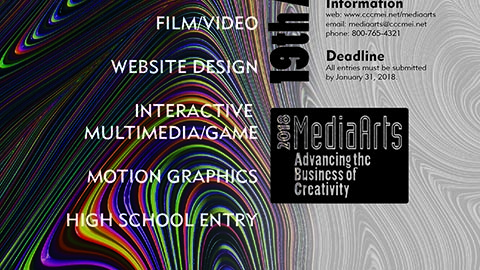 FILM/VIDEO
WEBSITE DESIGN
INTERACTIVE
MULTIMEDIA/GAME
MOTION GRAPHICS
HIGH SCHOOL ENTRY
19th
Information
web: www.cccmei.net/mediaarts
email: mediaarts@cccmei.net
phone: 800-765-4321
Deadline
All entries must be submitted
by January 31, 2018.
2018
MediaArts
Advancing the
Business of
Creativity